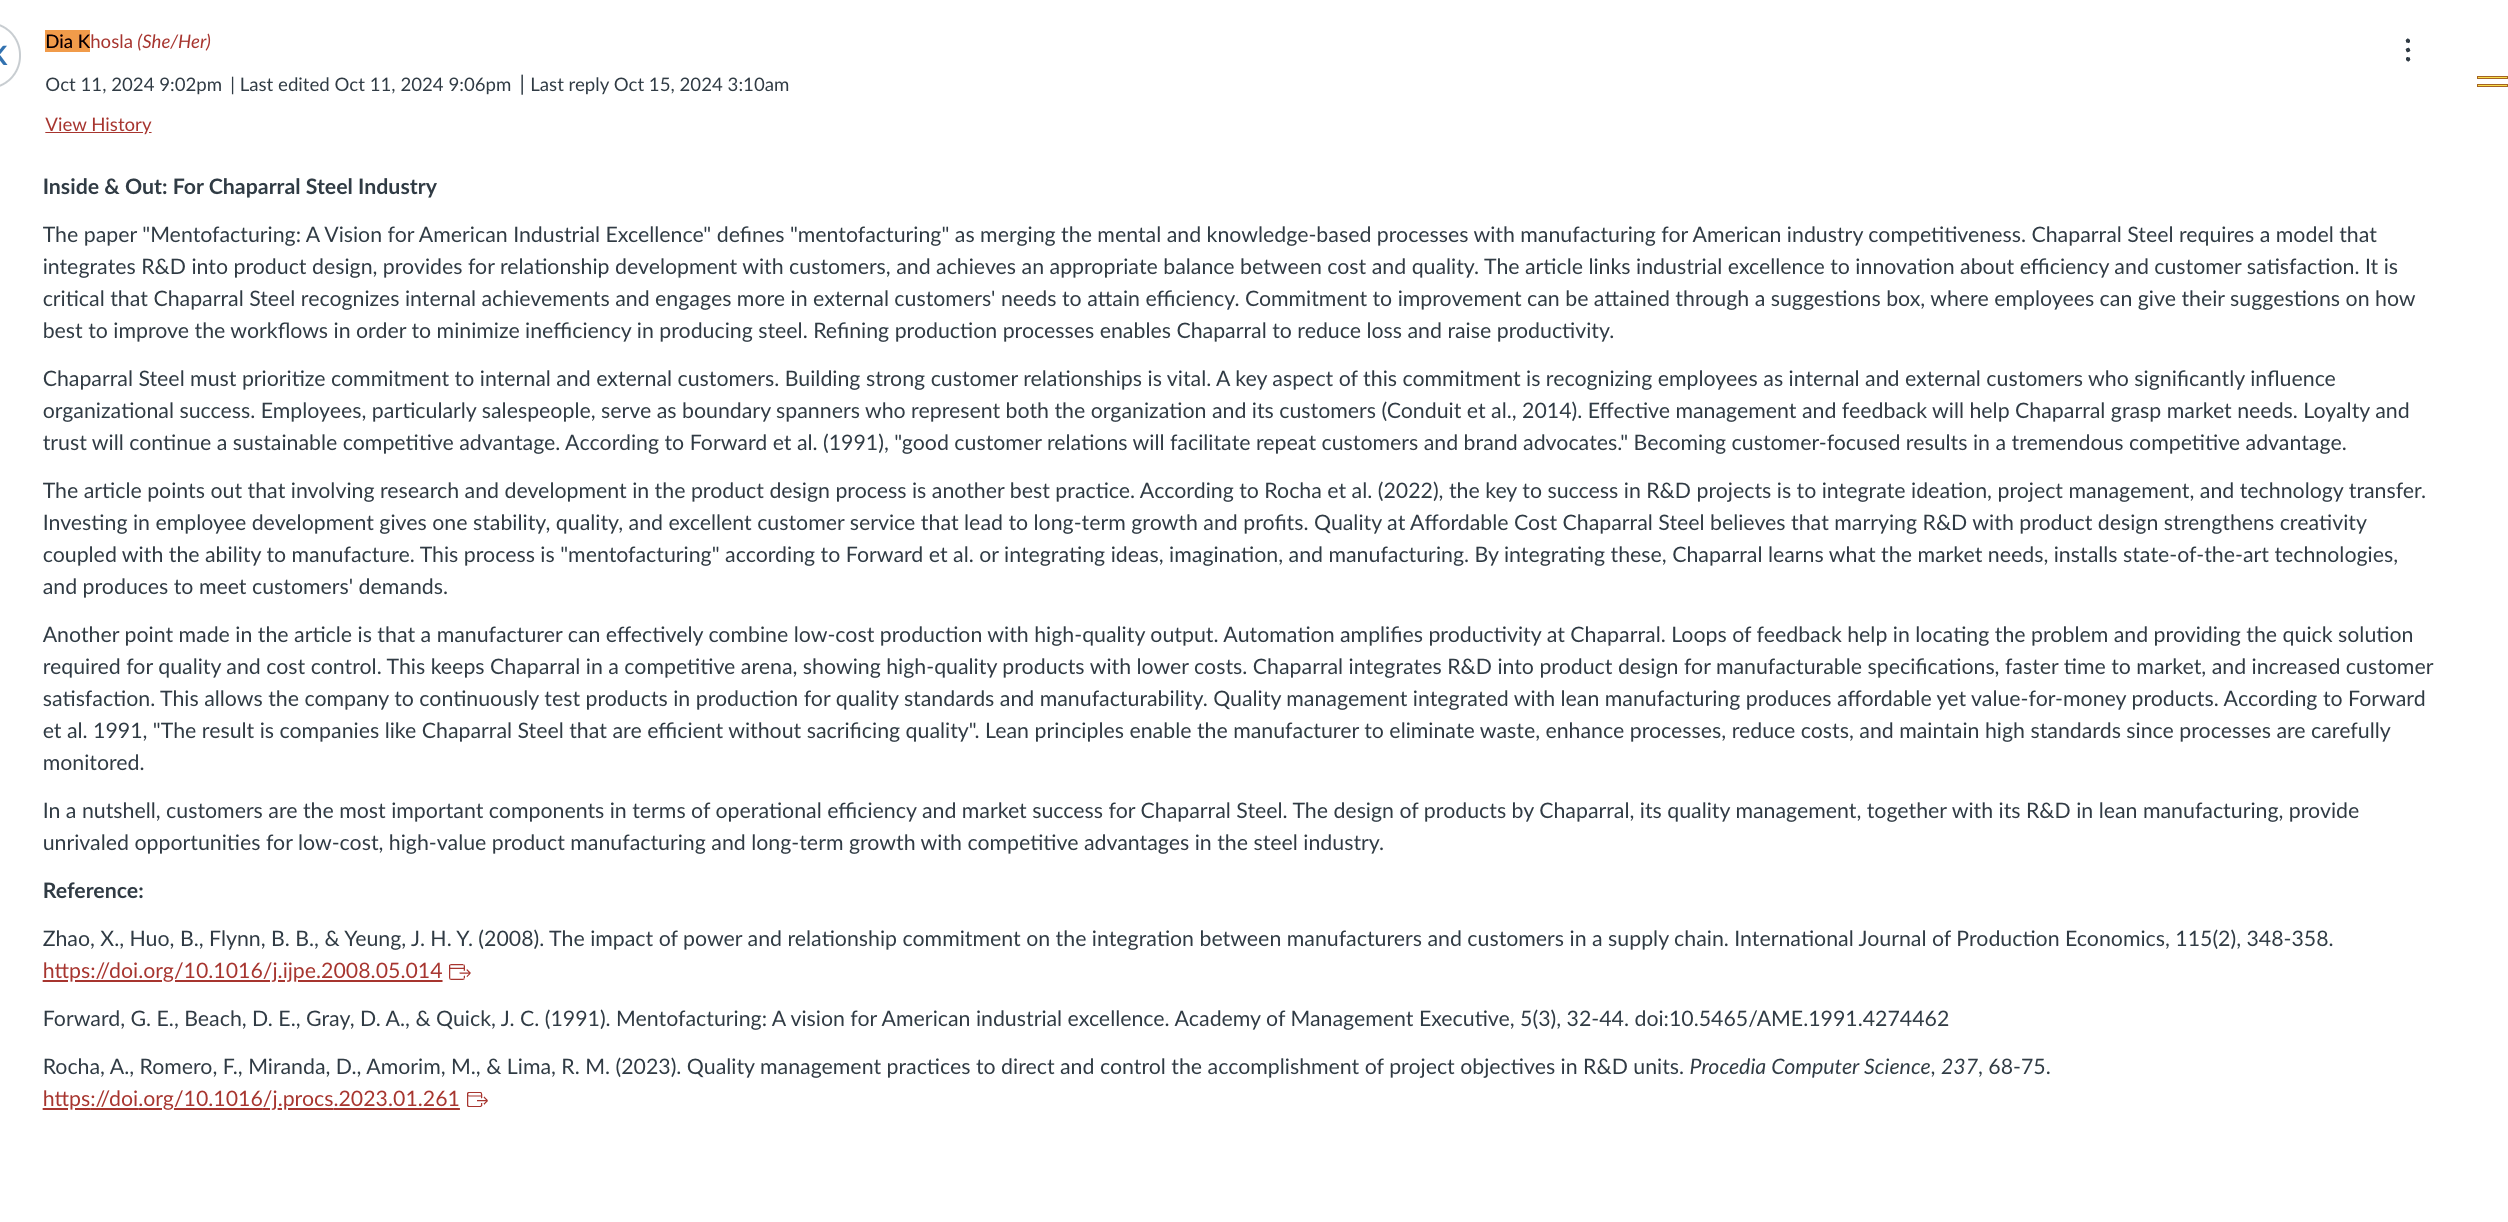 Dia Khosla (She/Her)
Oct 11, 2024 9:02pm | Last edited Oct 11, 2024 9:06pm | Last reply Oct 15, 2024 3:10am
View History
Inside & Out: For Chaparral Steel Industry
The paper "Mentofacturing: A Vision for American Industrial Excellence" defines "mentofacturing" as merging the mental and knowledge-based processes with manufacturing for American industry competitiveness. Chaparral Steel requires a model that
integrates R&D into product design, provides for relationship development with customers, and achieves an appropriate balance between cost and quality. The article links industrial excellence to innovation about efficiency and customer satisfaction. It is
critical that Chaparral Steel recognizes internal achievements and engages more in external customers' needs to attain efficiency. Commitment to improvement can be attained through a suggestions box, where employees can give their suggestions on how
best to improve the workflows in order to minimize inefficiency in producing steel. Refining production processes enables Chaparral to reduce loss and raise productivity.
Chaparral Steel must prioritize commitment to internal and external customers. Building strong customer relationships is vital. A key aspect of this commitment is recognizing employees as internal and external customers who significantly influence
organizational success. Employees, particularly salespeople, serve as boundary spanners who represent both the organization and its customers (Conduit et al., 2014). Effective management and feedback will help Chaparral grasp market needs. Loyalty and
trust will continue a sustainable competitive advantage. According to Forward et al. (1991), "good customer relations will facilitate repeat customers and brand advocates." Becoming customer-focused results in a tremendous competitive advantage.
The article points out that involving research and development in the product design process is another best practice. According to Rocha et al. (2022), the key to success in R&D projects is to integrate ideation, project management, and technology transfer.
Investing in employee development gives one stability, quality, and excellent customer service that lead to long-term growth and profits. Quality at Affordable Cost Chaparral Steel believes that marrying R&D with product design strengthens creativity
coupled with the ability to manufacture. This process is "mentofacturing" according to Forward et al. or integrating ideas, imagination, and manufacturing. By integrating these, Chaparral learns what the market needs, installs state-of-the-art technologies,
and produces to meet customers' demands.
Another point made in the article is that a manufacturer can effectively combine low-cost production with high-quality output. Automation amplifies productivity at Chaparral. Loops of feedback help in locating the problem and providing the quick solution
required for quality and cost control. This keeps Chaparral in a competitive arena, showing high-quality products with lower costs. Chaparral integrates R&D into product design for manufacturable specifications, faster time to market, and increased customer
satisfaction. This allows the company to continuously test products in production for quality standards and manufacturability. Quality management integrated with lean manufacturing produces affordable yet value-for-money products. According to Forward
et al. 1991, "The result is companies like Chaparral Steel that are efficient without sacrificing quality". Lean principles enable the manufacturer to eliminate waste, enhance processes, reduce costs, and maintain high standards since processes are carefully
monitored.
In a nutshell, customers are the most important components in terms of operational efficiency and market success for Chaparral Steel. The design of products by Chaparral, its quality management, together with its R&D in lean manufacturing, provide
unrivaled opportunities for low-cost, high-value product manufacturing and long-term growth with competitive advantages in the steel industry.
Reference:
Zhao, X., Huo, B., Flynn, B. B., & Yeung, J. H. Y. (2008). The impact of power and relationship commitment on the integration between manufacturers and customers in a supply chain. International Journal of Production Economics, 115(2), 348-358.
https://doi.org/10.1016/j.ijpe.2008.05.014
Forward, G. E., Beach, D. E., Gray, D. A., & Quick, J. C. (1991). Mentofacturing: A vision for American industrial excellence. Academy of Management Executive, 5(3), 32-44. doi:10.5465/AME.1991.4274462
Rocha, A., Romero, F., Miranda, D., Amorim, M., & Lima, R. M. (2023). Quality management practices to direct and control the accomplishment of project objectives in R&D units. Procedia Computer Science, 237, 68-75.
https://doi.org/10.1016/j.procs.2023.01.261